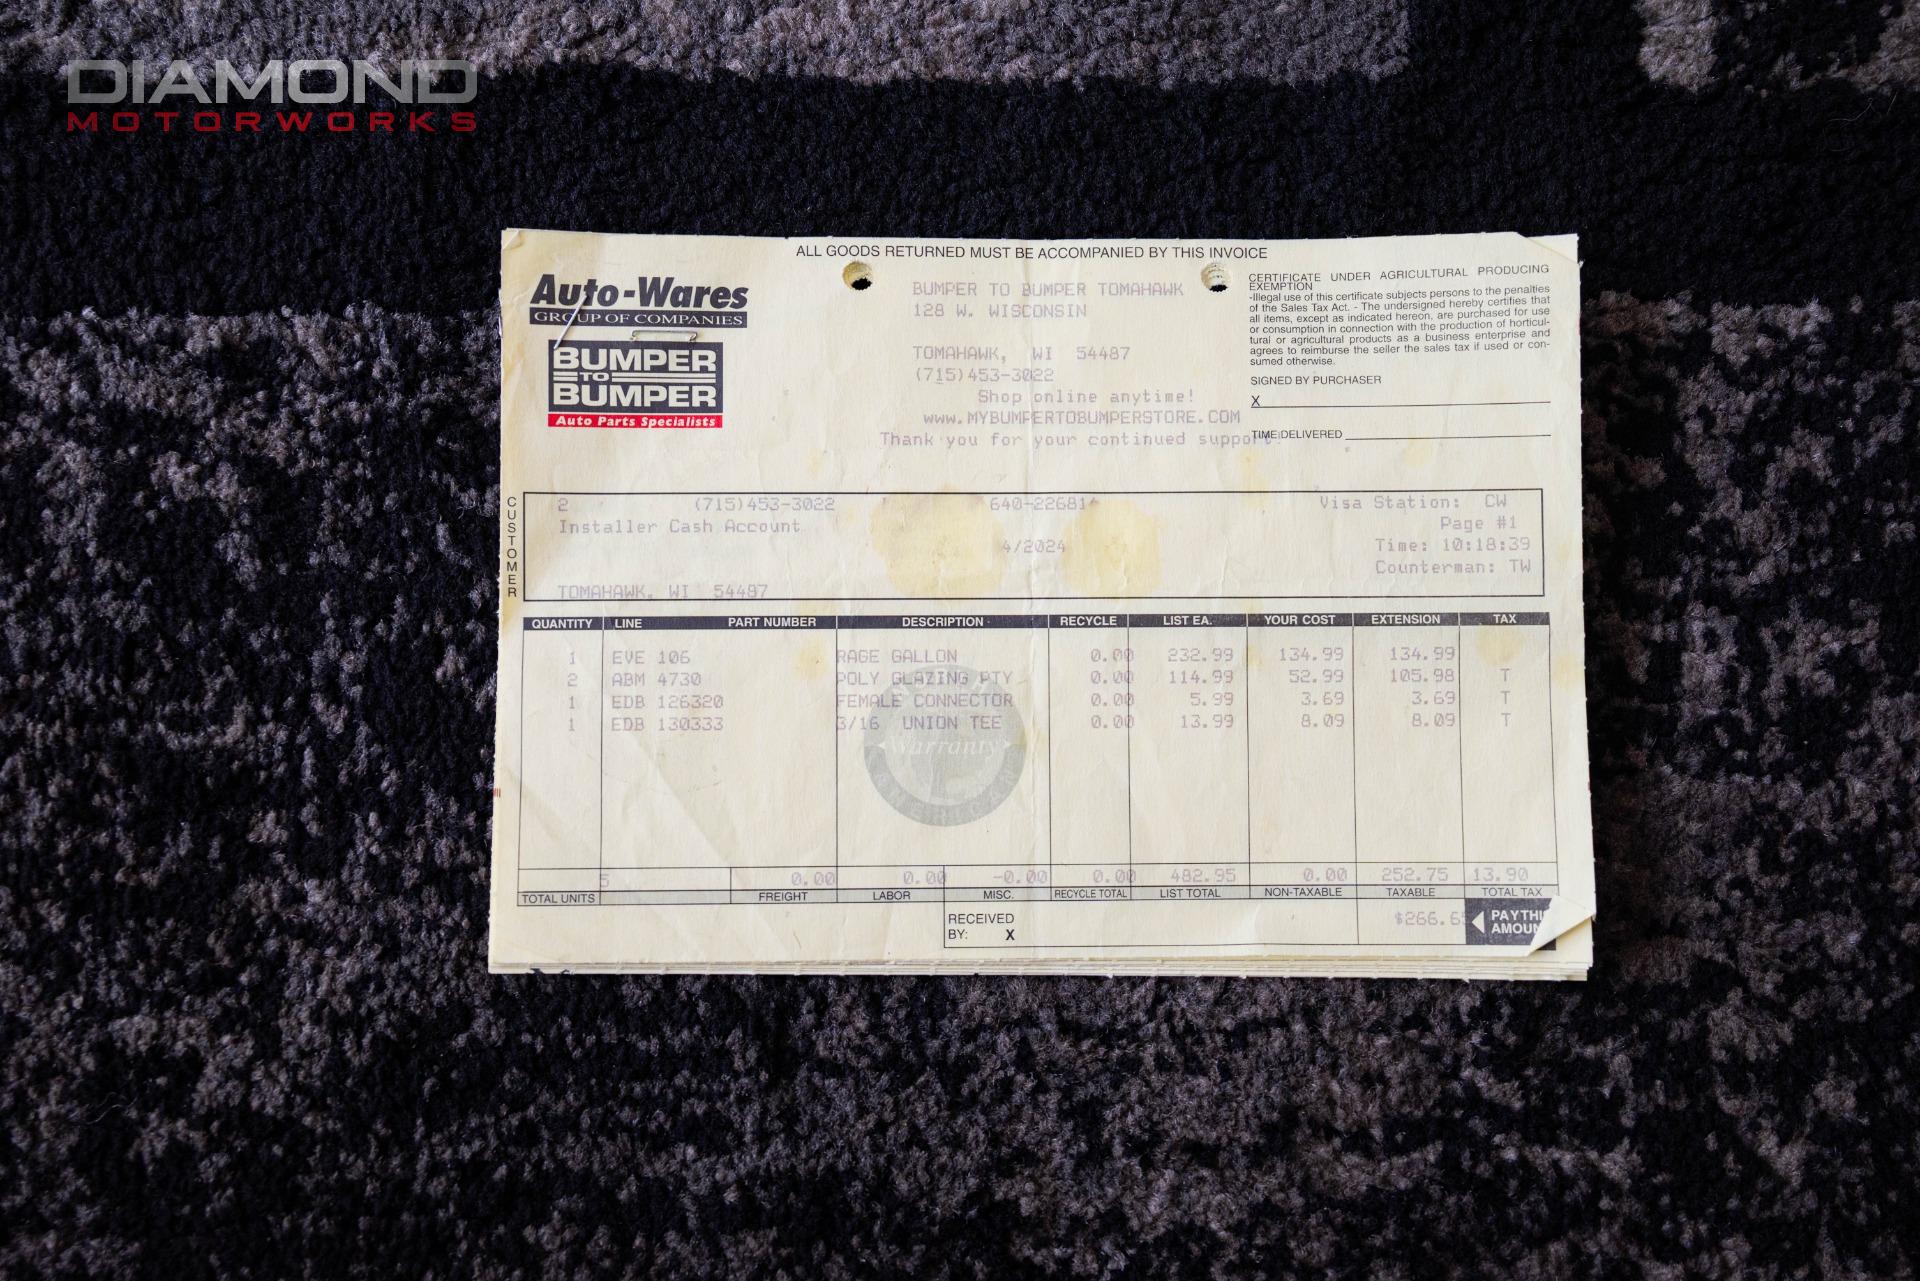 DIAMOND
MOTORWORKS
ALL GOODS RETURNED MUST BE ACCOMPANIED BY THIS INVOICE
Auto-Wares
GROUP OF COMPANIES
BUMPER
TO
BUMPER
Auto Parts Specialists
BUMPER TO BUMPER TOMAHAWK
128 W. WISCONSIN
TOMAHAWK, WI 54487
(715)453-3022
Shop online anytime!
www.MYBUMPERTOBUMPERSTORE.COM
Thank you for your continued support!
CERTIFICATE UNDER AGRICULTURAL PRODUCING
EXEMPTION
-Illegal use of this certificate subjects persons to the penalties
of the Sales Tax Act. - The undersigned hereby certifies that
all items, except as indicated hereon, are purchased for use
or consumption in connection with the production of horticul-
tural or agricultural products as a business enterprise and
agrees to reimburse the seller the sales tax if used or con-
sumed otherwise.
SIGNED BY PURCHASER
X
TIME DELIVERED
CUSTOMER
2 (715)453-3022 640-226814 Visa Station: CW
Installer Cash Account Page #1
4/2024 Time: 10:18:39
Counterman: TW
TOMAHAWK, WI 54487
QUANTITY LINE PART NUMBER DESCRIPTION RECYCLE LIST EA. YOUR COST EXTENSION TAX
1 EVE 106 RAGE GALLON 0.00 232.99 134.99 134.99
2 ABM 4730 POLY GLAZING PTY 0.00 114.99 52.99 105.98 T
1 EDB 126320 FEMALE CONNECTOR 0.00 5.99 3.69 3.69 T
1 EDB 130333 3/16 UNION TEE 0.00 13.99 8.09 8.09 T
Warranty
AMERICAN
5 0.00 0.00 -0.00 0.00 482.95 0.00 252.75 13.90
TOTAL UNITS FREIGHT LABOR MISC. RECYCLE TOTAL LIST TOTAL NON-TAXABLE TAXABLE TOTAL TAX
RECEIVED
BY: X
$266.65 PAY THIS
AMOUN